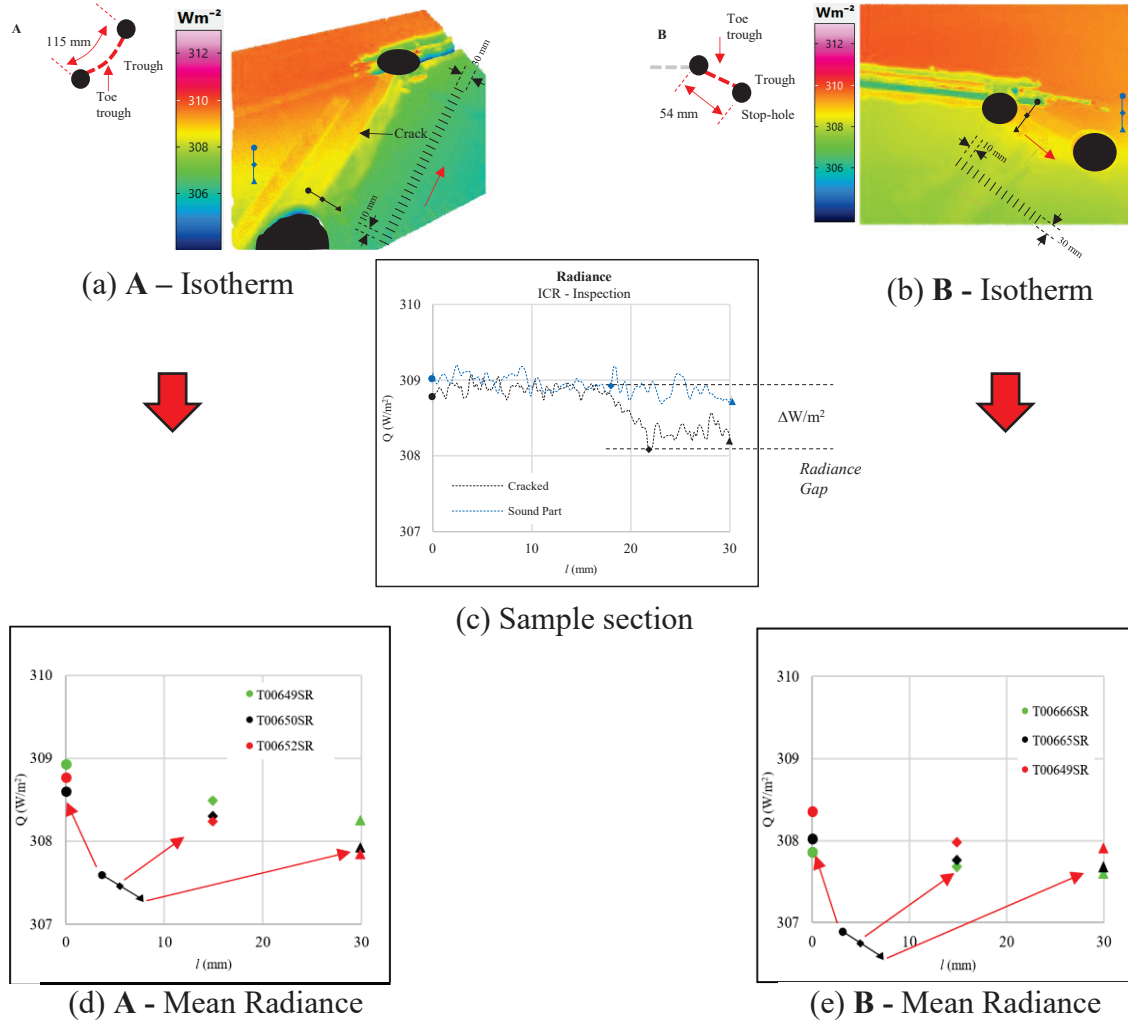 A
115 mm
Toe
trough
Trough
Wm⁻²
312
310
308
306
Crack
30 mm
10 mm
(a) A – Isotherm
B
Toe
trough
Trough
54 mm
Stop-hole
Wm⁻²
312
310
308
306
10 mm
30 mm
(b) B - Isotherm
Radiance
ICR - Inspection
310
309
308
307
Q (W/m²)
Cracked
Sound Part
0
10
20
30
l (mm)
ΔW/m²
Radiance
Gap
(c) Sample section
310
309
308
307
Q (W/m²)
T00649SR
T00650SR
T00652SR
0
10
20
30
l (mm)
(d) A - Mean Radiance
310
309
308
307
Q (W/m²)
T00666SR
T00665SR
T00649SR
0
10
20
30
l (mm)
(e) B - Mean Radiance